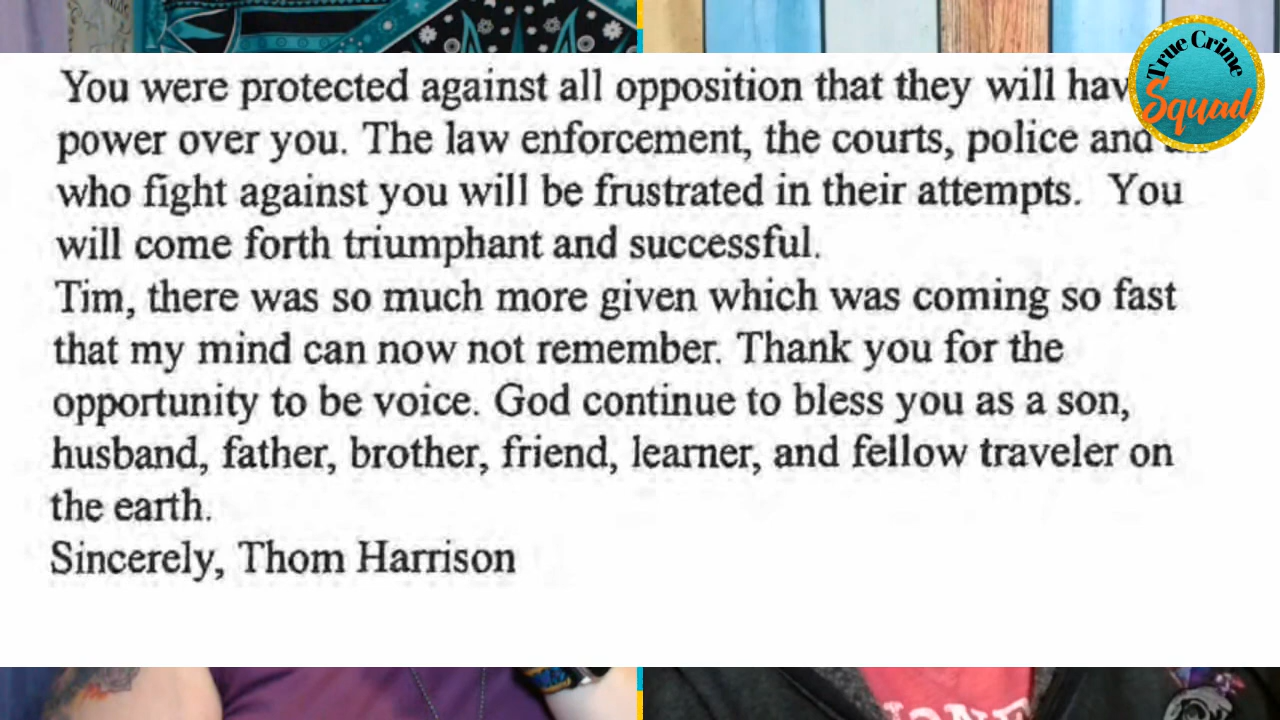 True Crime
Squad
You were protected against all opposition that they will
power over you. The law enforcement, the courts, police and
who fight against you will be frustrated in their attempts. You
will come forth triumphant and successful.
Tim, there was so much more given which was coming so fast
that my mind can now not remember. Thank you for the
opportunity to be voice. God continue to bless you as a son,
husband, father, brother, friend, learner, and fellow traveler on
the earth.
Sincerely, Thom Harrison